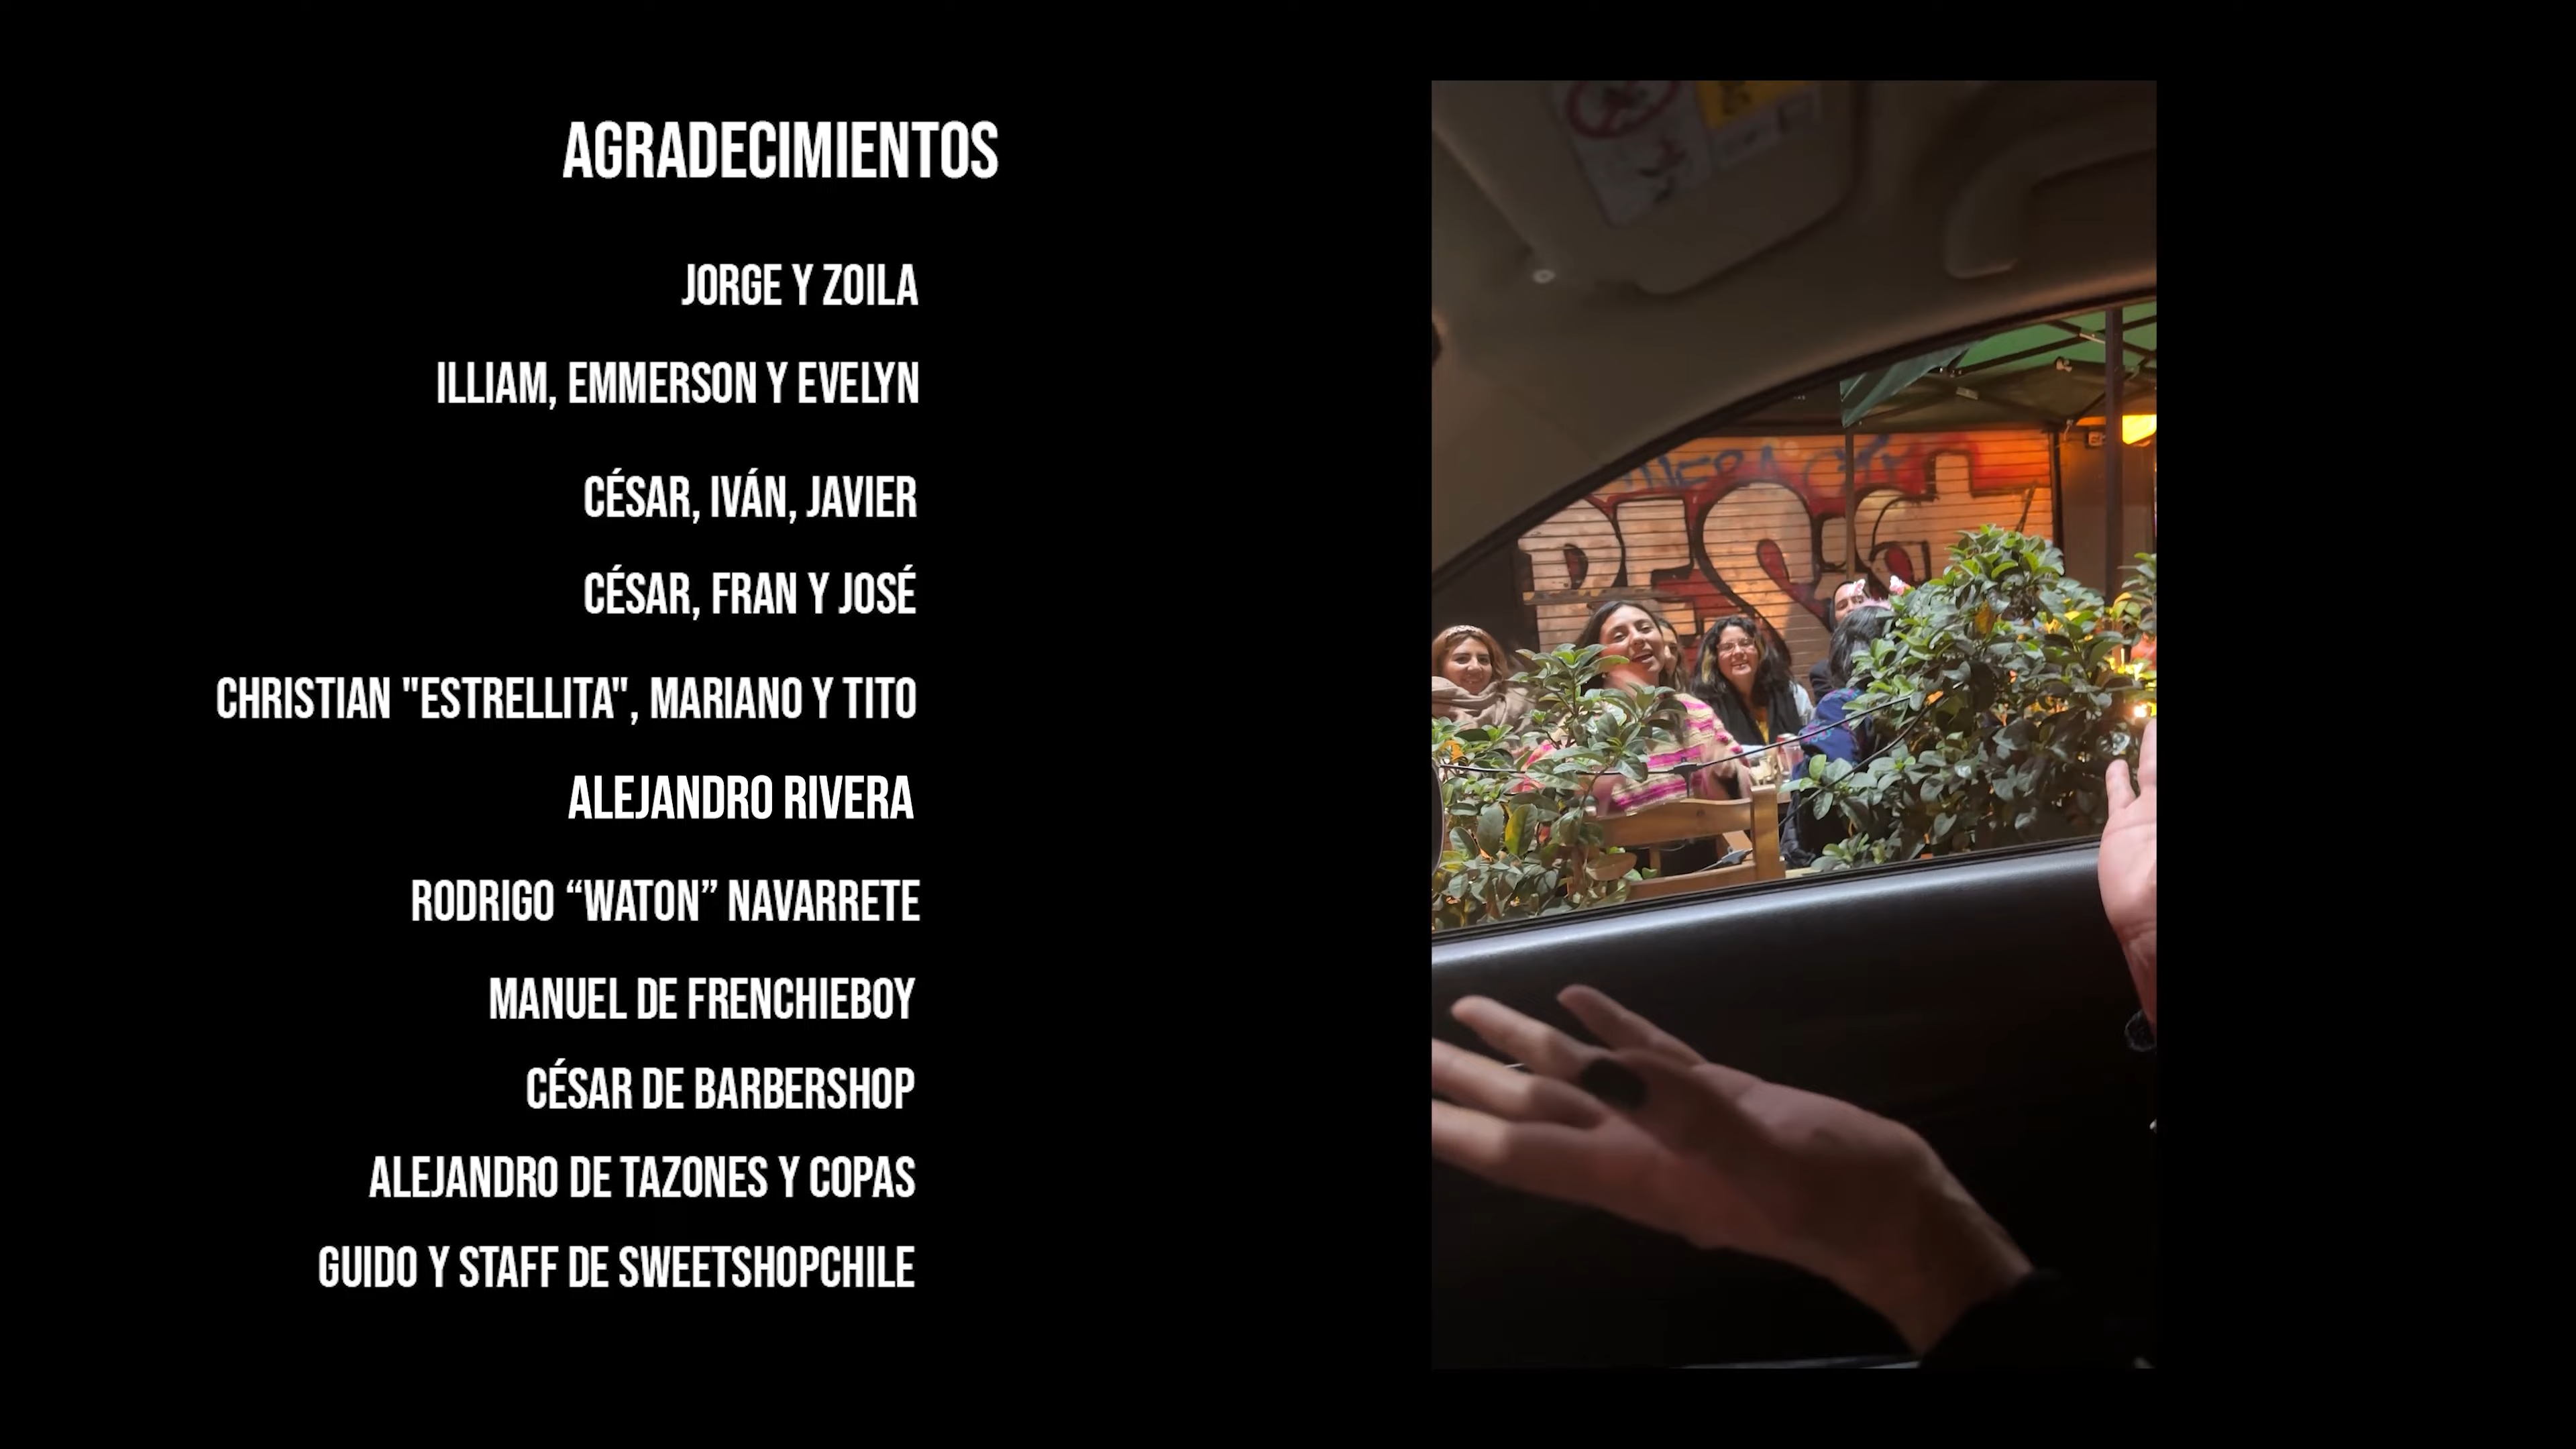 AGRADECIMIENTOS
JORGE Y ZOILA
ILLIAM, EMMERSON Y EVELYN
CÉSAR, IVÁN, JAVIER
CÉSAR, FRAN Y JOSÉ
CHRISTIAN "ESTRELLITA", MARIANO Y TITO
ALEJANDRO RIVERA
RODRIGO “WATON” NAVARRETE
MANUEL DE FRENCHIEBOY
CÉSAR DE BARBERSHOP
ALEJANDRO DE TAZONES Y COPAS
GUIDO Y STAFF DE SWEETSHOPCHILE